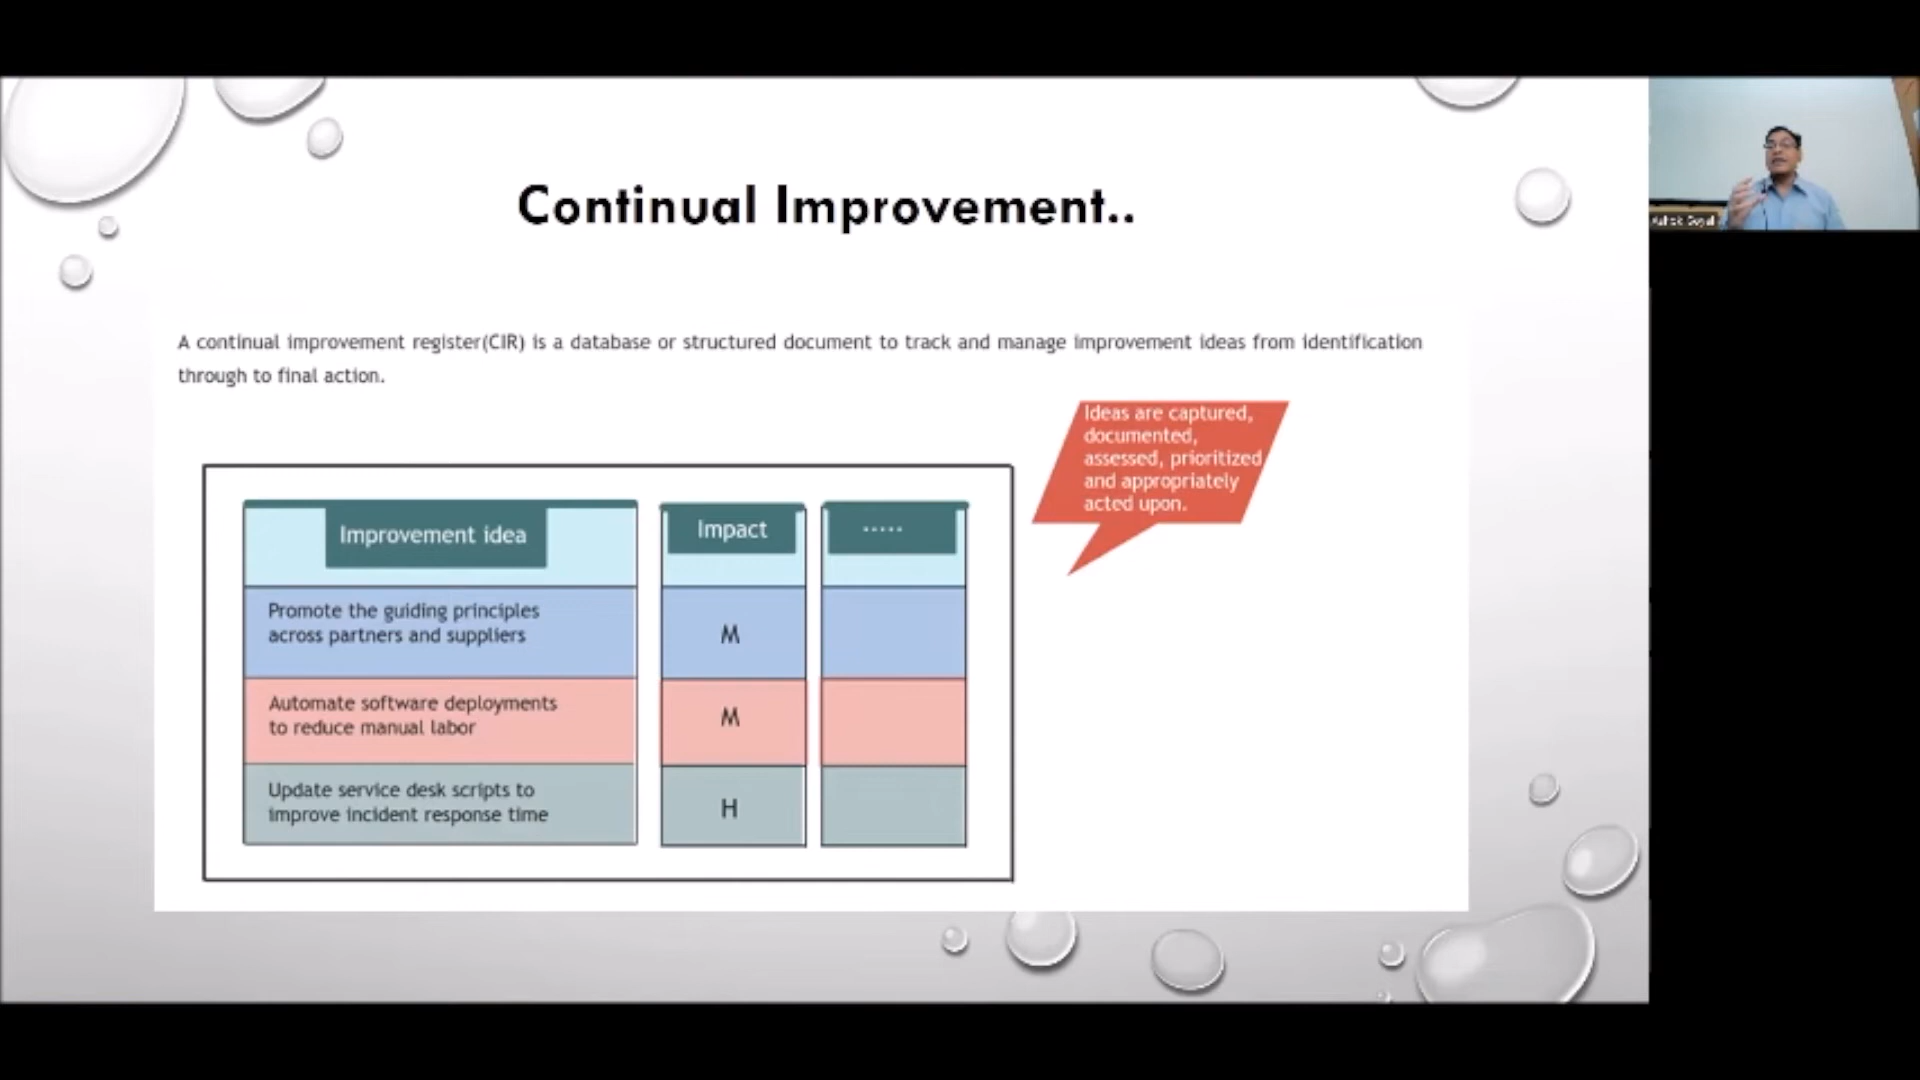 Continual Improvement..
A continual improvement register(CIR) is a database or structured document to track and manage improvement ideas from identification
through to final action.
Ideas are captured,
documented,
assessed, prioritized
and appropriately
acted upon.
Improvement idea
Impact
.....
Promote the guiding principles
across partners and suppliers
M
Automate software deployments
to reduce manual labor
M
Update service desk scripts to
improve incident response time
H
Ashok Goyal